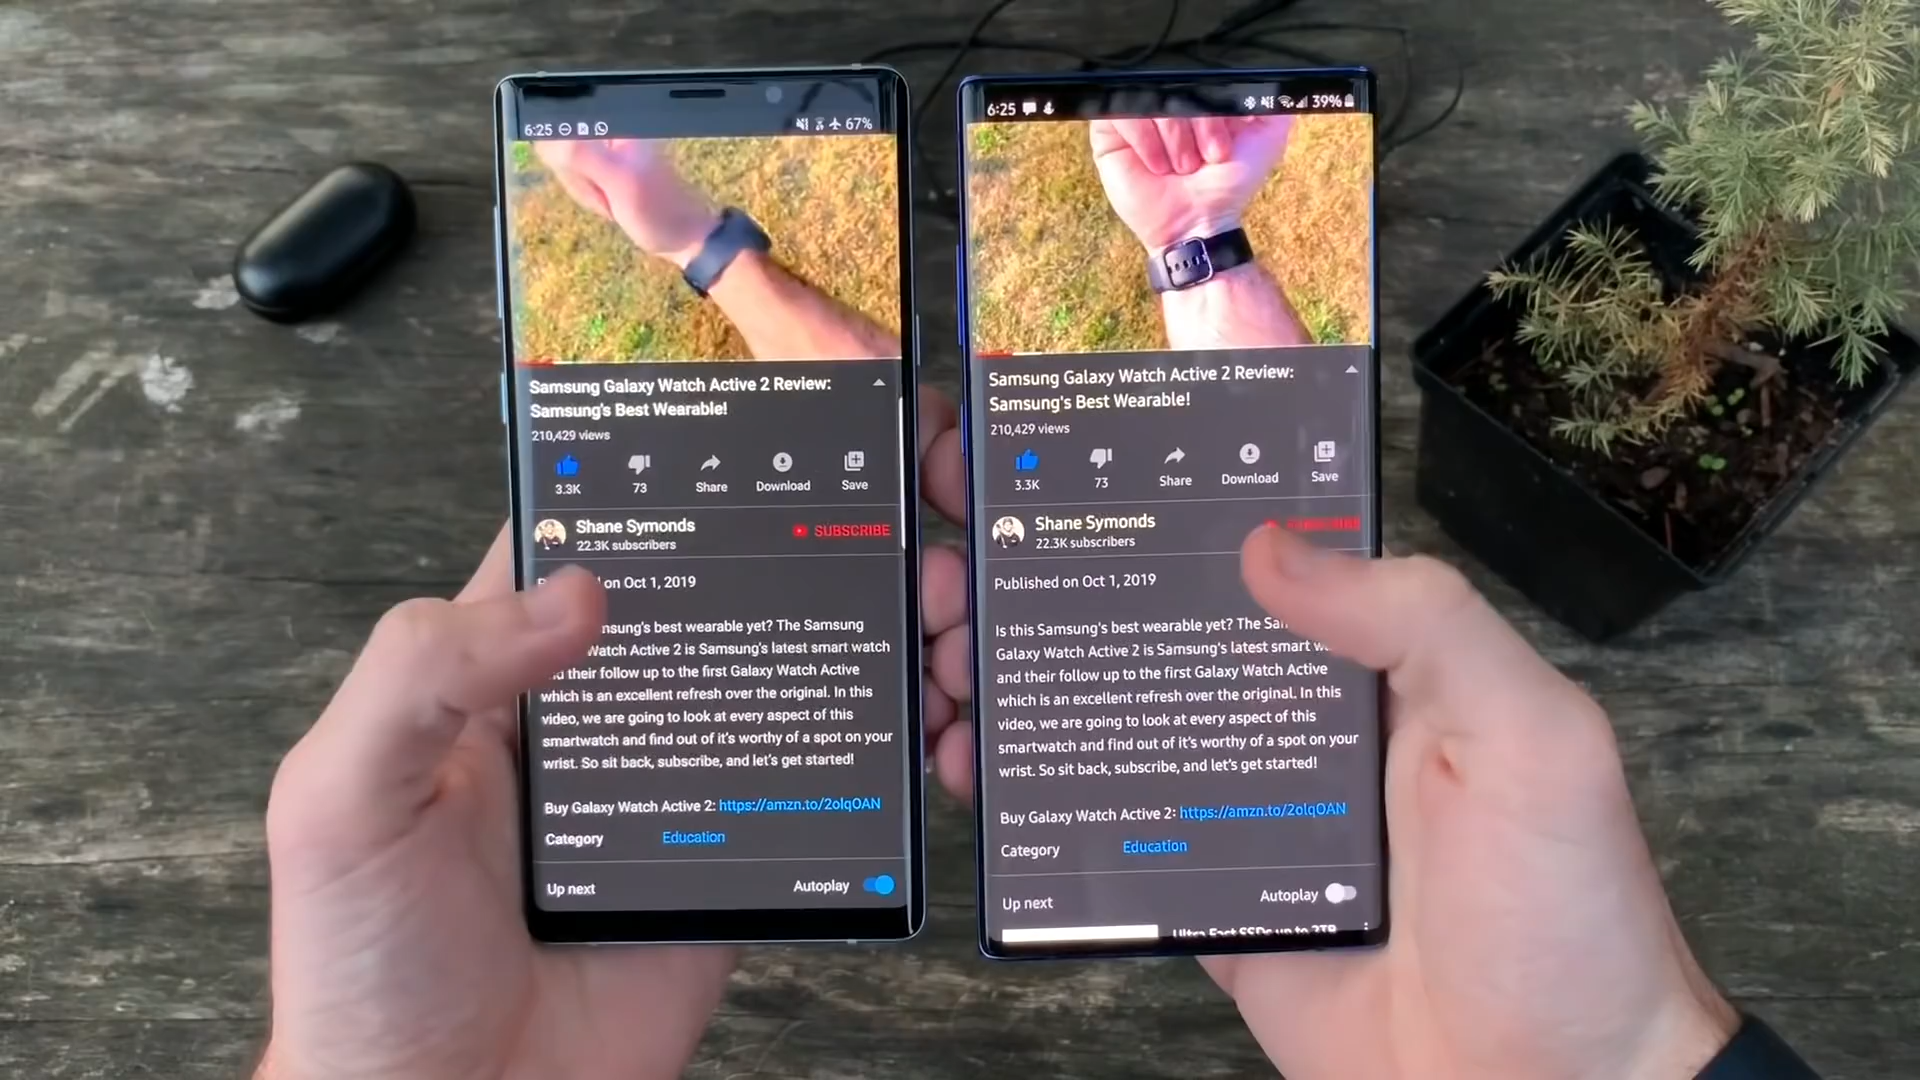 6:25
67%
Samsung Galaxy Watch Active 2 Review:
Samsung's Best Wearable!
210,429 views
3.3K
73
Share
Download
Save
Shane Symonds
SUBSCRIBE
22.3K subscribers
on Oct 1, 2019
best wearable yet? The Samsung
Watch Active 2 is Samsung's latest smart watch
their follow up to the first Galaxy Watch Active
which is an excellent refresh over the original. In this
video, we are going to look at every aspect of this
smartwatch and find out of it's worthy of a spot on your
wrist. So sit back, subscribe, and let's get started!
Buy Galaxy Watch Active 2: https://amzn.to/2olqOAN
Category Education
Up next
Autoplay
6:25
39%
Samsung Galaxy Watch Active 2 Review:
Samsung's Best Wearable!
210,429 views
3.3K
73
Share
Download
Save
Shane Symonds
SUBSCRIBE
22.3K subscribers
Published on Oct 1, 2019
Is this Samsung's best wearable yet? The
Galaxy Watch Active 2 is Samsung's latest smart
and their follow up to the first Galaxy Watch Active
which is an excellent refresh over the original. In this
video, we are going to look at every aspect of this
smartwatch and find out of it's worthy of a spot on your
wrist. So sit back, subscribe, and let's get started!
Buy Galaxy Watch Active 2: https://amzn.to/2olqOAN
Category Education
Up next
Autoplay
Ultra Fast SSDs up to 2TB